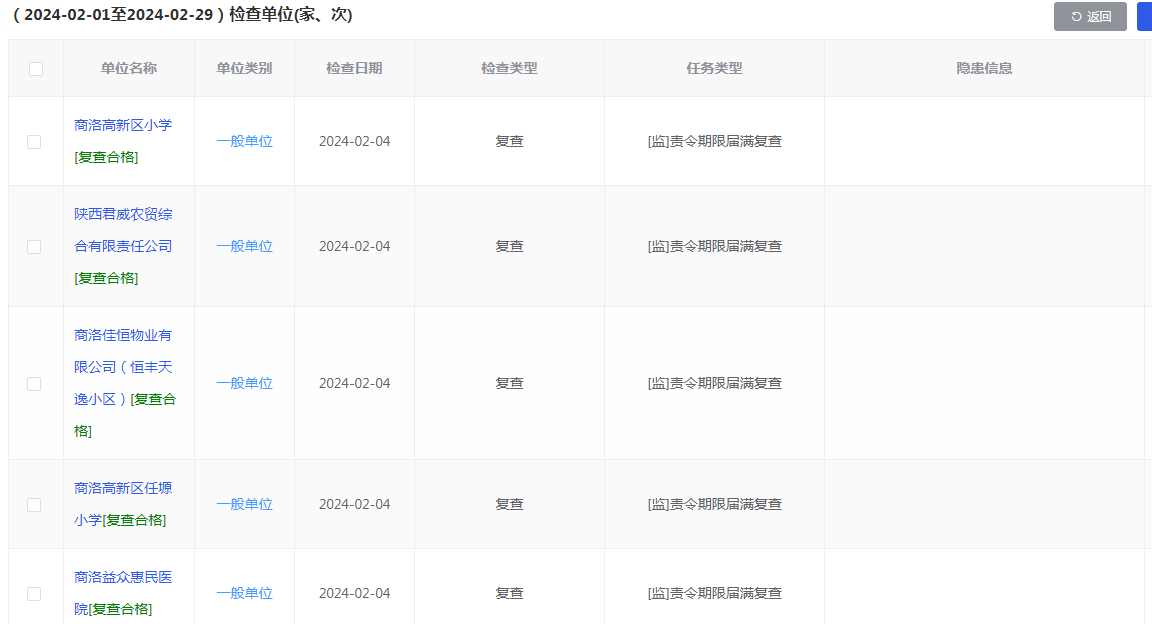 （2024-02-01至2024-02-29）检查单位(家、次)
返回
单位名称 单位类别 检查日期 检查类型 任务类型 隐患信息
商洛高新区小学
[复查合格]
一般单位 2024-02-04 复查 [监]责令期限届满复查
陕西君威农贸综
合有限责任公司
[复查合格]
一般单位 2024-02-04 复查 [监]责令期限届满复查
商洛佳恒物业有
限公司（恒丰天
逸小区）[复查合
格]
一般单位 2024-02-04 复查 [监]责令期限届满复查
商洛高新区任塬
小学[复查合格]
一般单位 2024-02-04 复查 [监]责令期限届满复查
商洛益众惠民医
院[复查合格]
一般单位 2024-02-04 复查 [监]责令期限届满复查